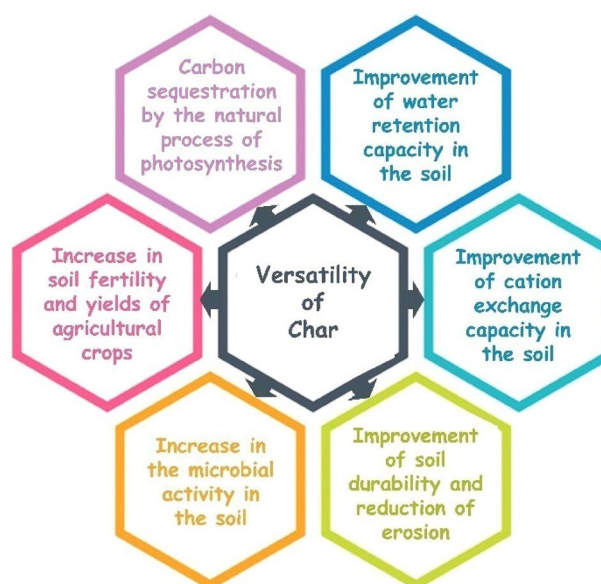 Carbon
sequestration
by the natural
process of
photosynthesis
Improvement
of water
retention
capacity in
the soil
Increase in
soil fertility
and yields of
agricultural
crops
Versatility
of
Char
Improvement
of cation
exchange
capacity in
the soil
Increase in
the microbial
activity in
the soil
Improvement
of soil
durability and
reduction of
erosion